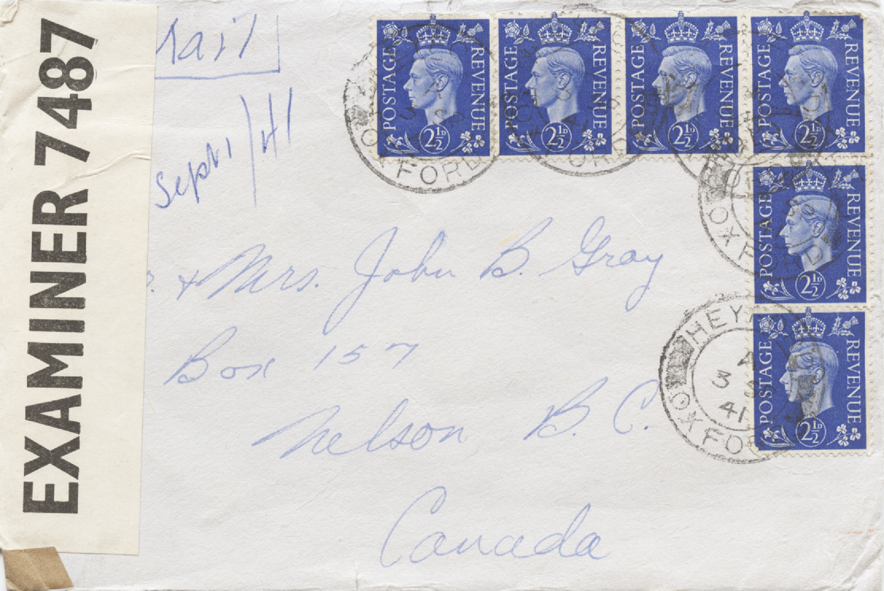 EXAMINER 7487
Mail
Sept 1/41
& Mrs. John B. Gray
Box 157
Nelson B.C.
Canada
POSTAGE REVENUE
2½D
POSTAGE REVENUE
2½D
POSTAGE REVENUE
2½D
POSTAGE REVENUE
2½D
POSTAGE REVENUE
2½D
POSTAGE REVENUE
2½D
HEY
OXFO
A
3 S
41